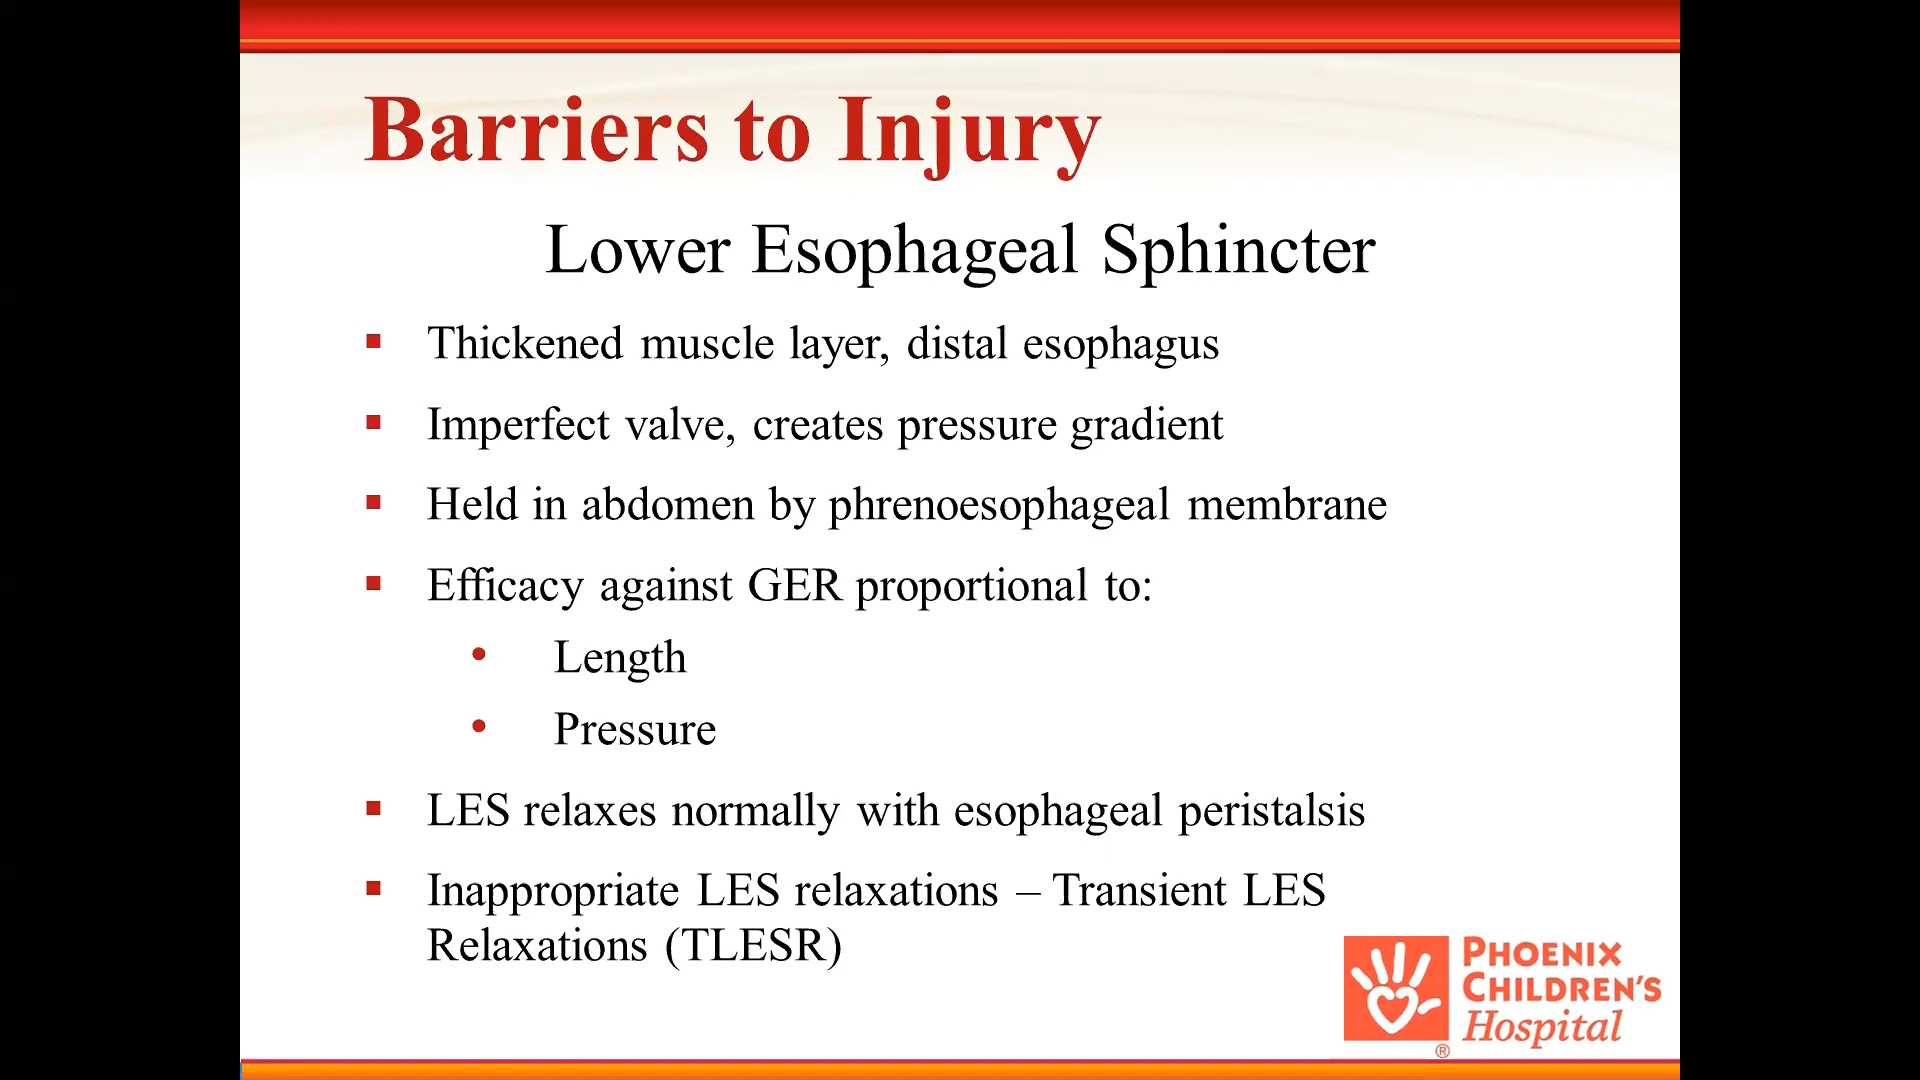 Barriers to Injury
Lower Esophageal Sphincter
▪ Thickened muscle layer, distal esophagus
▪ Imperfect valve, creates pressure gradient
▪ Held in abdomen by phrenoesophageal membrane
▪ Efficacy against GER proportional to:
• Length
• Pressure
▪ LES relaxes normally with esophageal peristalsis
▪ Inappropriate LES relaxations – Transient LES
Relaxations (TLESR)
PHOENIX
CHILDREN'S
Hospital
®